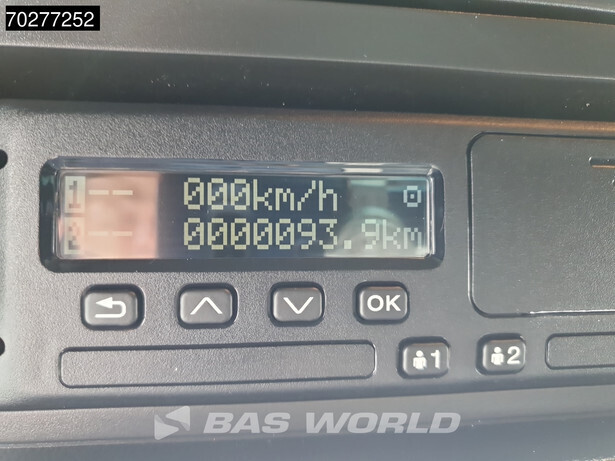 70277252
1-- 000km/h
2-- 0000093.9km
OK
1 2
BAS WORLD